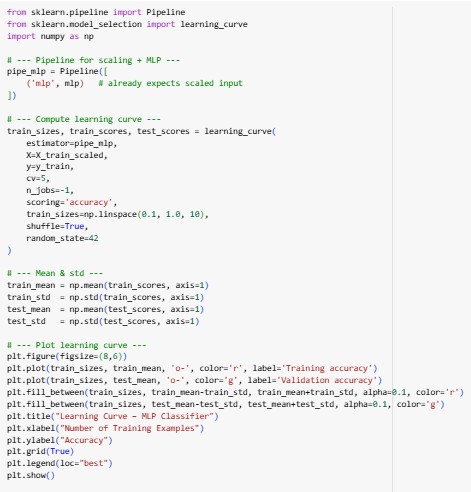 from sklearn.pipeline import Pipeline
from sklearn.model_selection import learning_curve
import numpy as np

# --- Pipeline for scaling + MLP ---
pipe_mlp = Pipeline([
    ('mlp', mlp)  # already expects scaled input
])

# --- Compute learning curve ---
train_sizes, train_scores, test_scores = learning_curve(
    estimator=pipe_mlp,
    X=X_train_scaled,
    y=y_train,
    cv=5,
    n_jobs=-1,
    scoring='accuracy',
    train_sizes=np.linspace(0.1, 1.0, 10),
    shuffle=True,
    random_state=42
)

# --- Mean & std ---
train_mean = np.mean(train_scores, axis=1)
train_std  = np.std(train_scores, axis=1)
test_mean  = np.mean(test_scores, axis=1)
test_std   = np.std(test_scores, axis=1)

# --- Plot learning curve ---
plt.figure(figsize=(8,6))
plt.plot(train_sizes, train_mean, 'o-', color='r', label='Training accuracy')
plt.plot(train_sizes, test_mean, 'o-', color='g', label='Validation accuracy')
plt.fill_between(train_sizes, train_mean-train_std, train_mean+train_std, alpha=0.1, color='r')
plt.fill_between(train_sizes, test_mean-test_std, test_mean+test_std, alpha=0.1, color='g')
plt.title("Learning Curve – MLP Classifier")
plt.xlabel("Number of Training Examples")
plt.ylabel("Accuracy")
plt.grid(True)
plt.legend(loc="best")
plt.show()